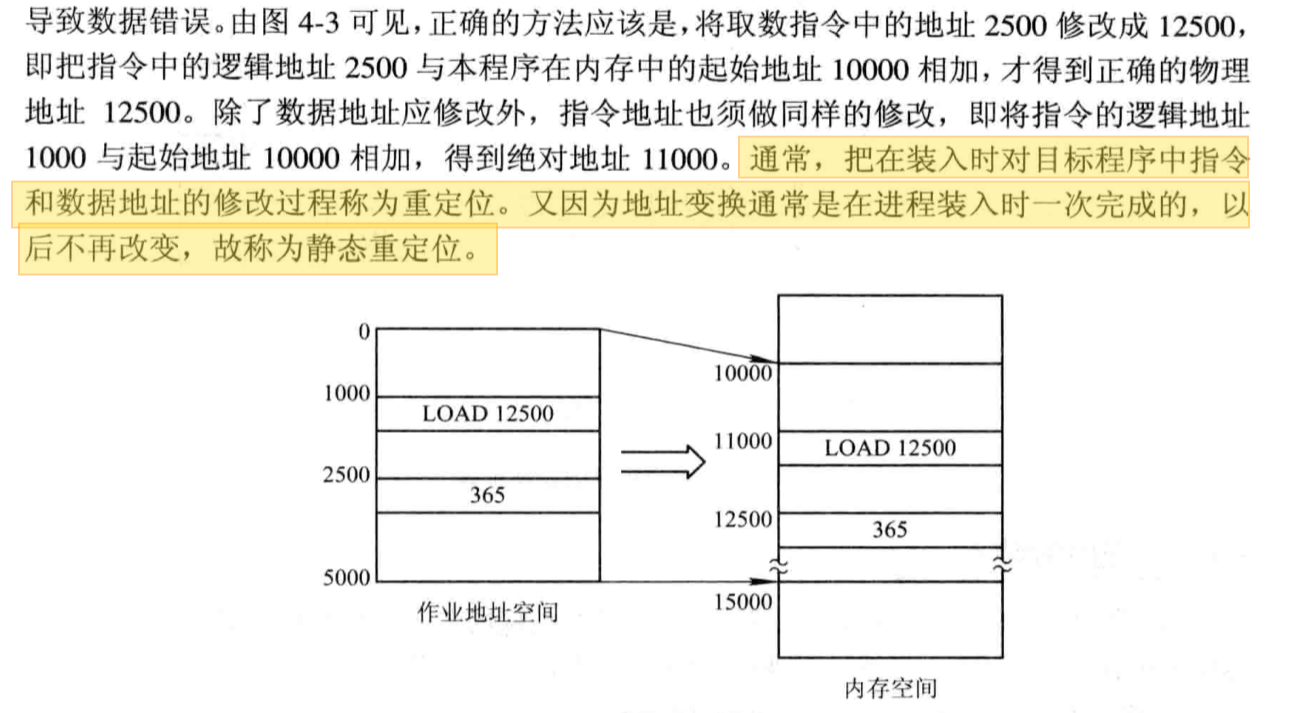 导致数据错误。由图 4-3 可见，正确的方法应该是，将取数指令中的地址 2500 修改成 12500，
即把指令中的逻辑地址 2500 与本程序在内存中的起始地址 10000 相加，才得到正确的物理
地址 12500。除了数据地址应修改外，指令地址也须做同样的修改，即将指令的逻辑地址
1000 与起始地址 10000 相加，得到绝对地址 11000。通常，把在装入时对目标程序中指令
和数据地址的修改过程称为重定位。又因为地址变换通常是在进程装入时一次完成的，以
后不再改变，故称为静态重定位。
0
1000
LOAD 12500
2500
365
5000
作业地址空间
10000
11000
LOAD 12500
12500
365
15000
内存空间